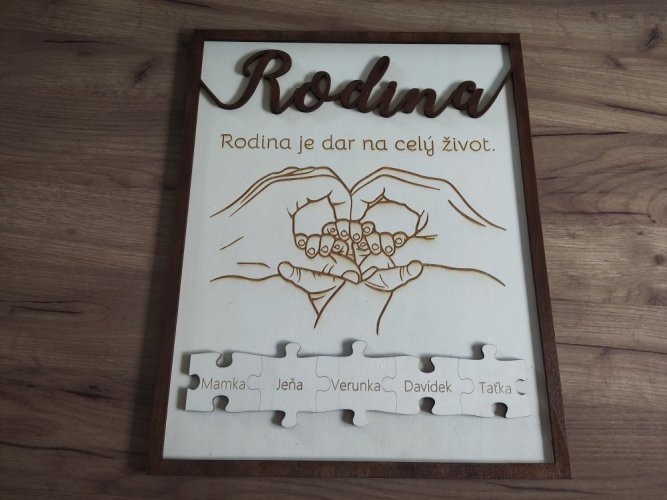 Rodina
Rodina je dar na celý život.
Mamka Jeňa Verunka Davídek Taťka